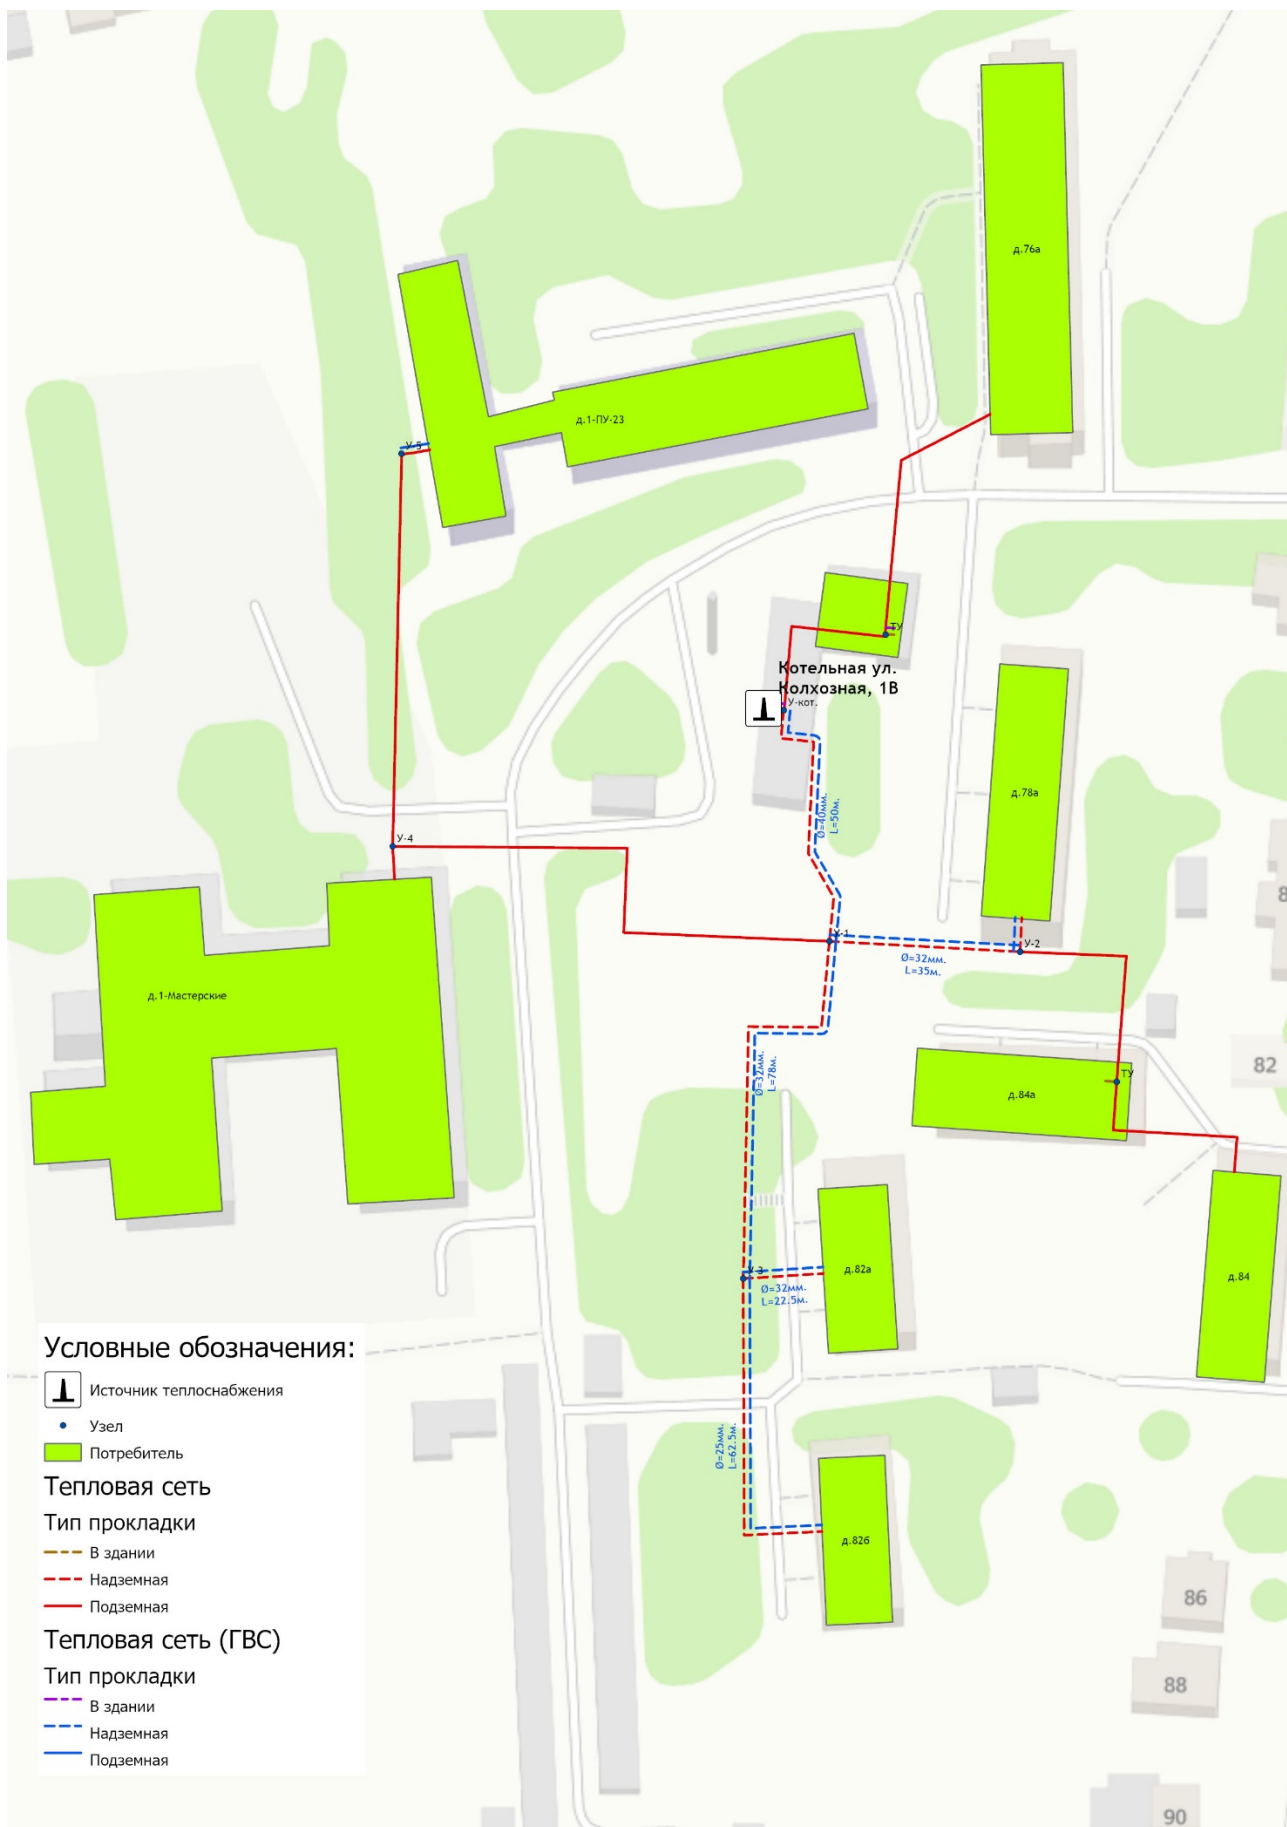 д.76а
д.1-ПУ-23
У-5
ТУ
Котельная ул.
Колхозная, 1В
У-кот.
д.78а
Ø=40мм.
L=50м.
У-4
У-1
У-2
Ø=32мм.
L=35м.
д.1-Мастерские
Ø=32мм.
L=78м.
82
ТУ
д.84а
У-3
д.82а
д.84
Ø=32мм.
L=22.5м.
Ø=25мм.
L=62.5м.
д.82б
86
88
90
Условные обозначения:
Источник теплоснабжения
Узел
Потребитель
Тепловая сеть
Тип прокладки
В здании
Надземная
Подземная
Тепловая сеть (ГВС)
Тип прокладки
В здании
Надземная
Подземная